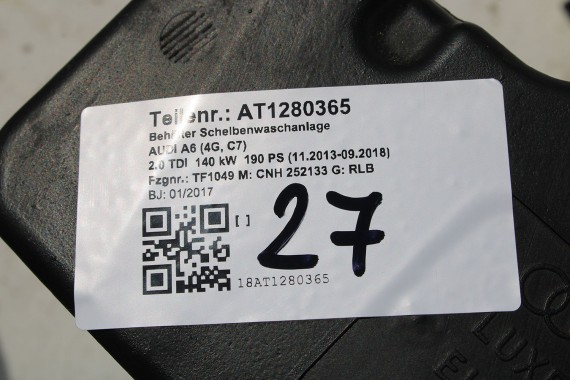 Teilenr.: AT1280365
Behälter Scheibenwaschanlage
AUDI A6 (4G, C7)
2.0 TDI 140 kW 190 PS (11.2013-09.2018)
Fzgnr.: TF1049 M: CNH 252133 G: RLB
BJ: 01/2017
[ ]
27
18AT1280365
LUX